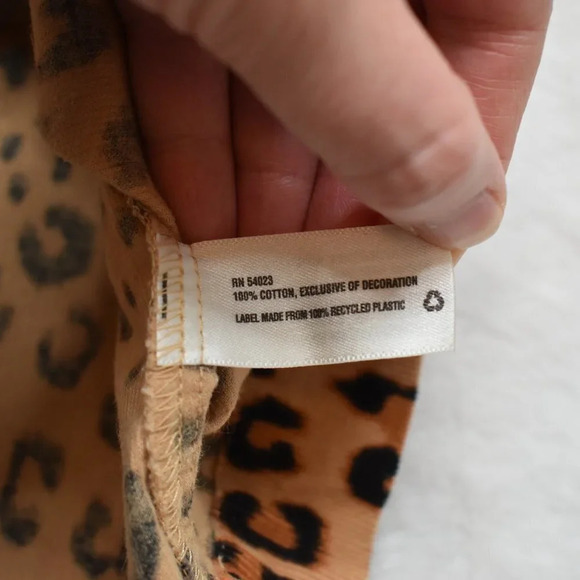 RN 54023
100% COTTON, EXCLUSIVE OF DECORATION
LABEL MADE FROM 100% RECYCLED PLASTIC